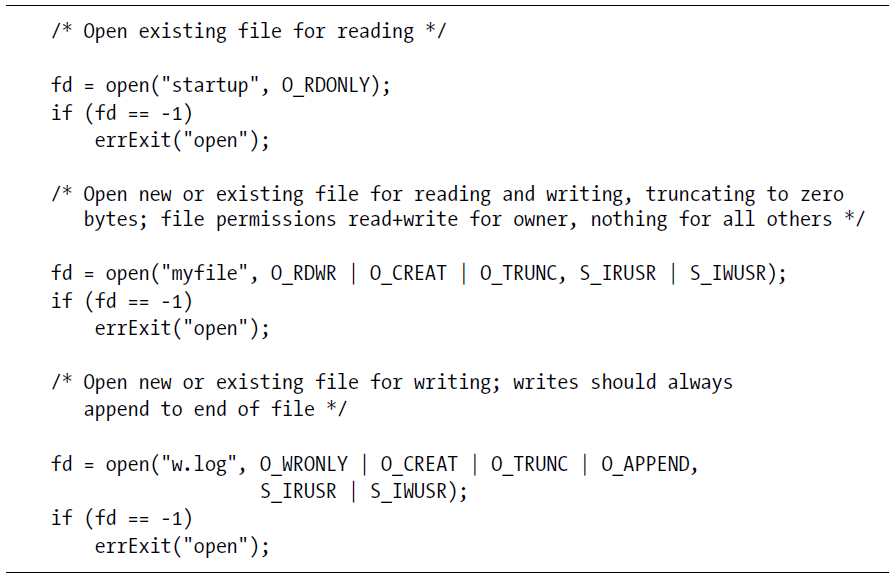 /* Open existing file for reading */
fd = open("startup", O_RDONLY);
if (fd == -1)
    errExit("open");
/* Open new or existing file for reading and writing, truncating to zero
   bytes; file permissions read+write for owner, nothing for all others */
fd = open("myfile", O_RDWR | O_CREAT | O_TRUNC, S_IRUSR | S_IWUSR);
if (fd == -1)
    errExit("open");
/* Open new or existing file for writing; writes should always
   append to end of file */
fd = open("w.log", O_WRONLY | O_CREAT | O_TRUNC | O_APPEND,
                   S_IRUSR | S_IWUSR);
if (fd == -1)
    errExit("open");